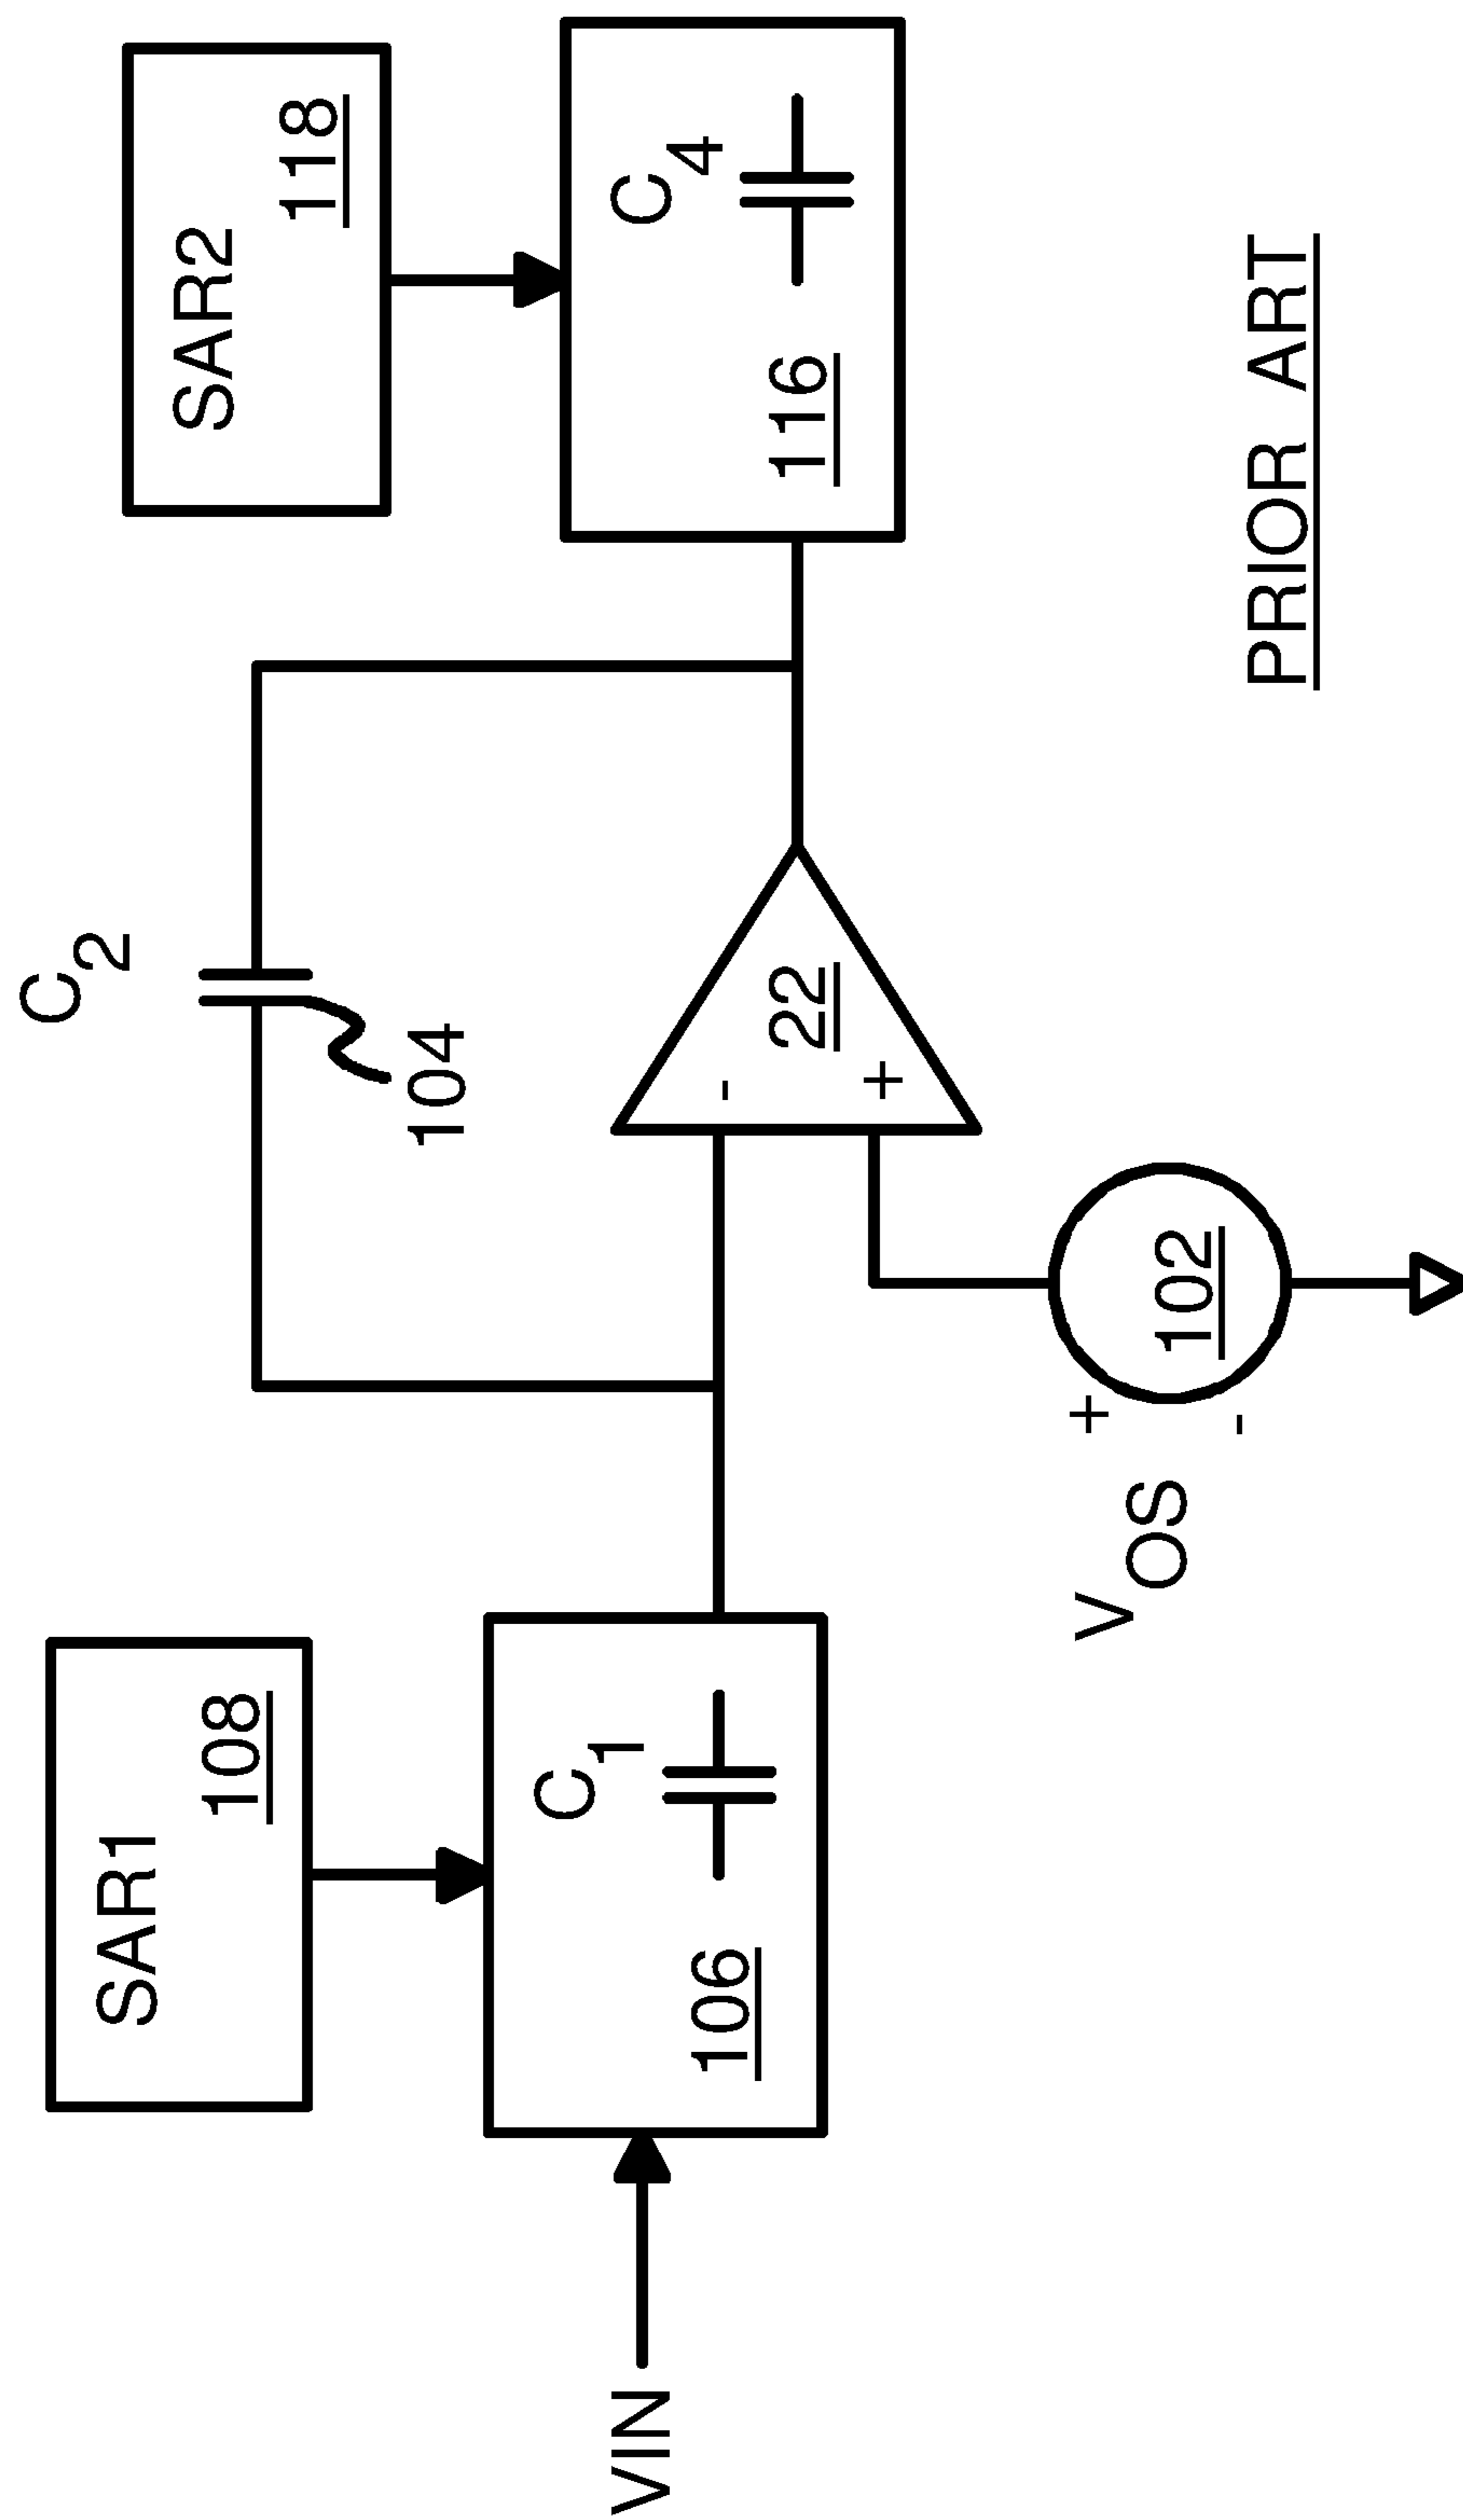 SAR1
108
VIN
106
C1
C2
104
-
+
22
VOS
+
-
102
SAR2
118
C4
116
PRIOR ART